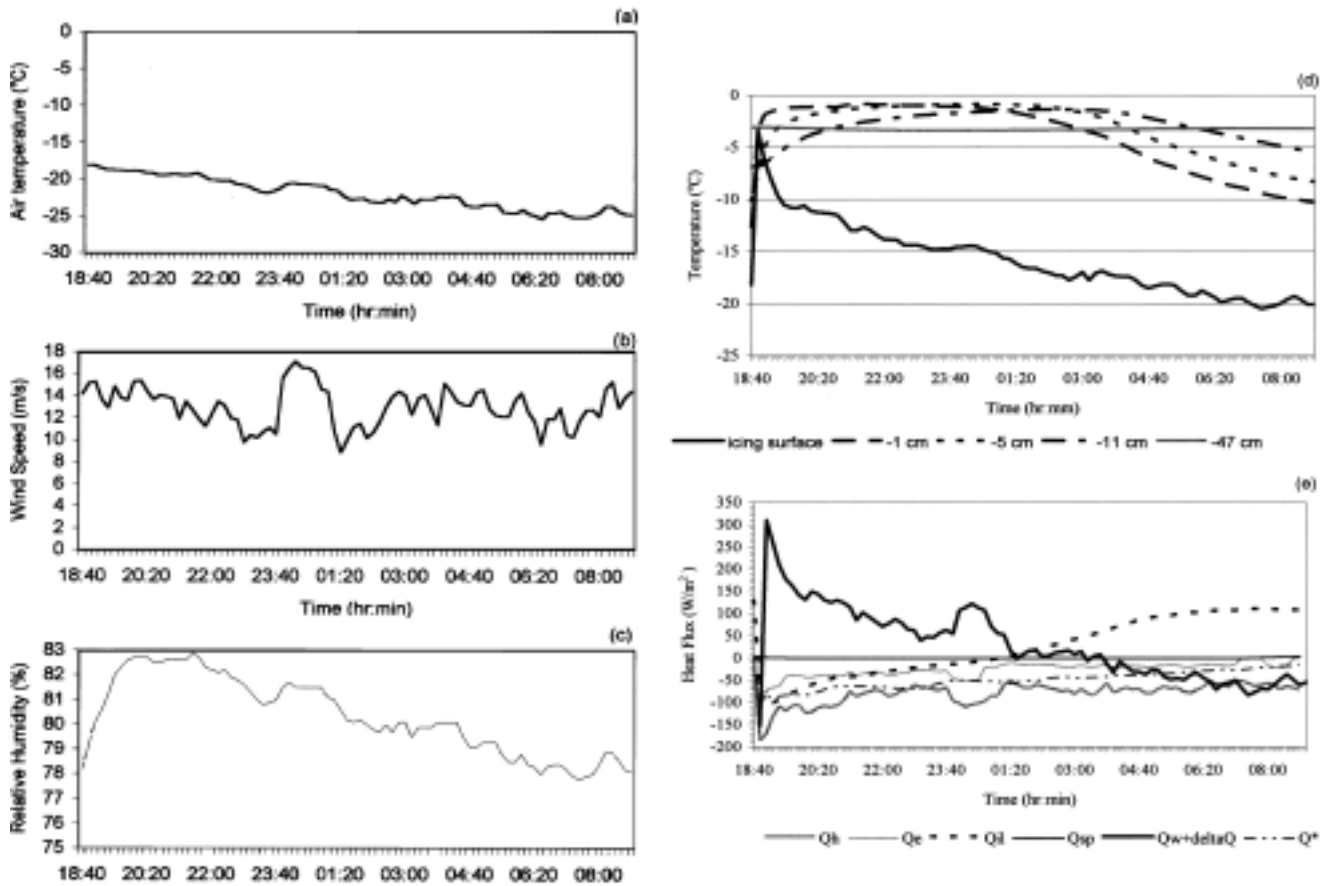 (a)
0
-5
-10
-15
-20
-25
-30
Air temperature (°C)
18:40 20:20 22:00 23:40 01:20 03:00 04:40 06:20 08:00
Time (hr:min)
(b)
18
16
14
12
10
8
6
4
2
0
Wind Speed (m/s)
18:40 20:20 22:00 23:40 01:20 03:00 04:40 06:20 08:00
Time (hr:min)
(c)
83
82
81
80
79
78
77
76
75
Relative Humidity (%)
18:40 20:20 22:00 23:40 01:20 03:00 04:40 06:20 08:00
(d)
0
-5
-10
-15
-20
-25
Temperature (°C)
18:40 20:20 22:00 23:40 01:20 03:00 04:40 06:20 08:00
Time (hr:min)
icing surface -1 cm -5 cm -11 cm -47 cm
(e)
350
300
250
200
150
100
50
0
-50
-100
-150
-200
Heat Flux (W/m²)
18:40 20:20 22:00 23:40 01:20 03:00 04:40 06:20 08:00
Time (hr:min)
Qh Qe Qil Qsp Qw+deltaQ Q*